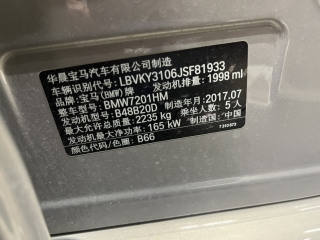 华晨宝马汽车有限公司制造
车辆识别代号: LBVKY3106JSF81933
品牌: 宝马(BMW)牌 发动机排量: 1998 ml
整车型号: BMW7201HM
发动机型号: B48B20D 制造年月: 2017.07
最大允许总质量: 2235 kg 乘坐人数: 5 人
发动机最大净功率: 165 kW 制造国: 中国
颜色代码/色圈: B66